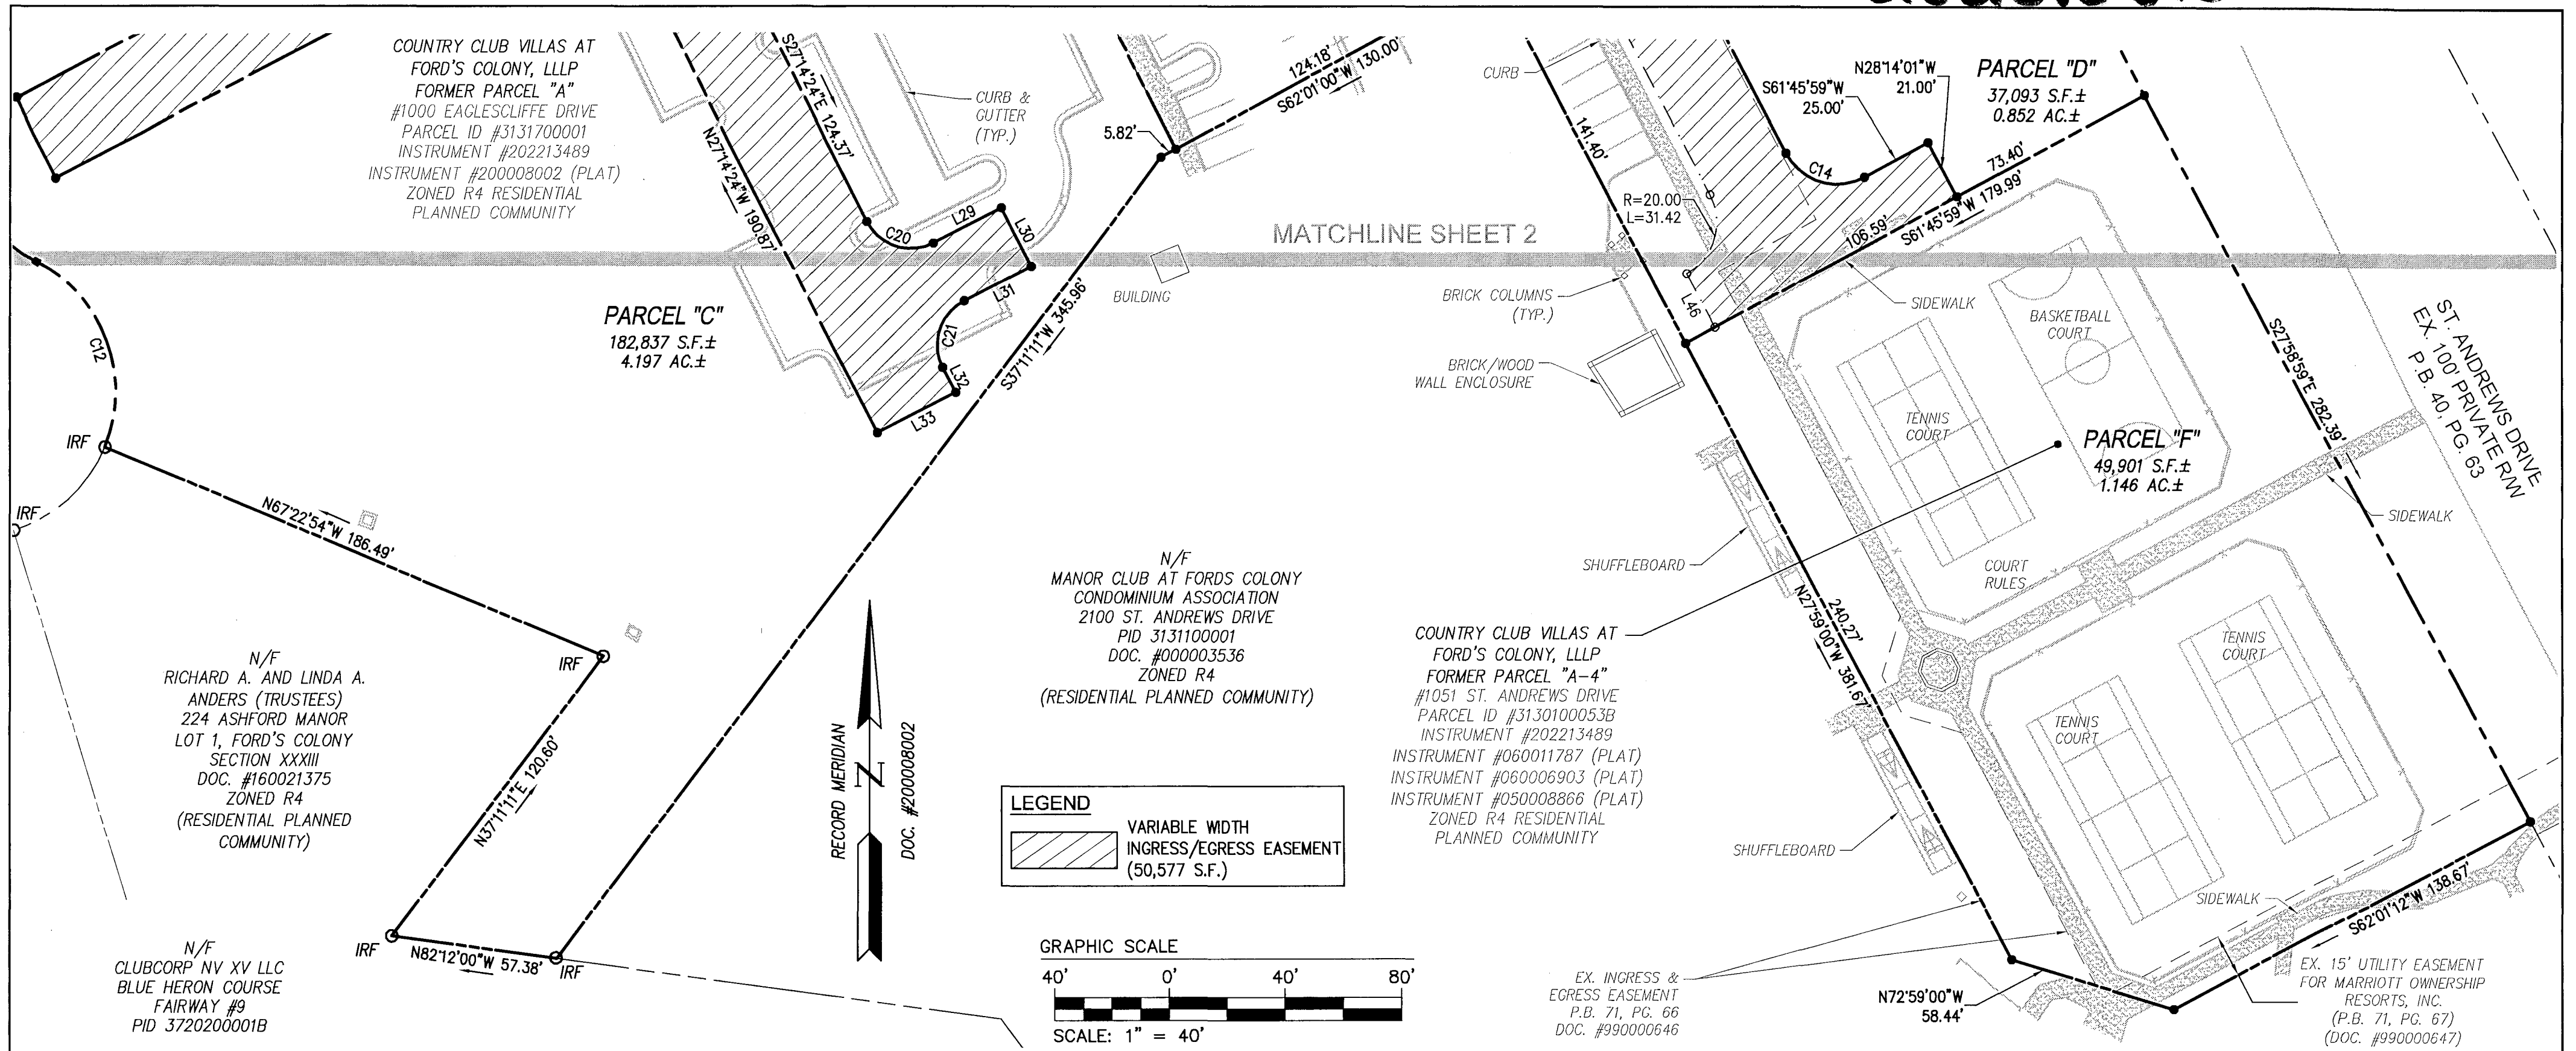 COUNTRY CLUB VILLAS AT
FORD'S COLONY, LLLP
FORMER PARCEL "A"
#1000 EAGLESCLIFFE DRIVE
PARCEL ID #3131700001
INSTRUMENT #202213489
INSTRUMENT #200008002 (PLAT)
ZONED R4 RESIDENTIAL
PLANNED COMMUNITY
S27°14'24"E 124.37'
N27°14'24"W 190.87'
CURB &
GUTTER
(TYP.)
C20
L29
L30
L31
C21
L32
L33
5.82'
124.18'
S62°01'00"W 130.00'
S37°11'11"W 345.96'
MATCHLINE SHEET 2
BUILDING
PARCEL "C"
182,837 S.F.±
4.197 AC.±
C12
IRF
IRF
N67°22'54"W 186.49'
IRF
N37°11'11"E 120.60'
IRF
N82°12'00"W 57.38'
IRF
N/F
RICHARD A. AND LINDA A.
ANDERS (TRUSTEES)
224 ASHFORD MANOR
LOT 1, FORD'S COLONY
SECTION XXXIII
DOC. #160021375
ZONED R4
(RESIDENTIAL PLANNED
COMMUNITY)
N/F
CLUBCORP NV XV LLC
BLUE HERON COURSE
FAIRWAY #9
PID 3720200001B
RECORD MERIDIAN
N
DOC. #200008002
N/F
MANOR CLUB AT FORDS COLONY
CONDOMINIUM ASSOCIATION
2100 ST. ANDREWS DRIVE
PID 3131100001
DOC. #000003536
ZONED R4
(RESIDENTIAL PLANNED COMMUNITY)
LEGEND
VARIABLE WIDTH
INGRESS/EGRESS EASEMENT
(50,577 S.F.)
GRAPHIC SCALE
40' 0' 40' 80'
SCALE: 1" = 40'
CURB
141.40'
S61°45'59"W
25.00'
N28°14'01"W
21.00'
PARCEL "D"
37,093 S.F.±
0.852 AC.±
C14
73.40'
S61°45'59"W 179.99'
106.59'
R=20.00
L=31.42
L46
BRICK COLUMNS
(TYP.)
BRICK/WOOD
WALL ENCLOSURE
SIDEWALK
BASKETBALL
COURT
TENNIS
COURT
PARCEL "F"
49,901 S.F.±
1.146 AC.±
S27°58'59"E 282.39'
ST. ANDREWS DRIVE
EX. 100' PRIVATE R/W
P.B. 40, PG. 63
SIDEWALK
SHUFFLEBOARD
COURT
RULES
240.27'
N27°59'00"W 381.67'
COUNTRY CLUB VILLAS AT
FORD'S COLONY, LLLP
FORMER PARCEL "A-4"
#1051 ST. ANDREWS DRIVE
PARCEL ID #3130100053B
INSTRUMENT #202213489
INSTRUMENT #060011787 (PLAT)
INSTRUMENT #060006903 (PLAT)
INSTRUMENT #050008866 (PLAT)
ZONED R4 RESIDENTIAL
PLANNED COMMUNITY
TENNIS
COURT
TENNIS
COURT
SHUFFLEBOARD
SIDEWALK
S62°01'12"W 138.67'
EX. INGRESS &
EGRESS EASEMENT
P.B. 71, PG. 66
DOC. #990000646
N72°59'00"W
58.44'
EX. 15' UTILITY EASEMENT
FOR MARRIOTT OWNERSHIP
RESORTS, INC.
(P.B. 71, PG. 67)
(DOC. #990000647)